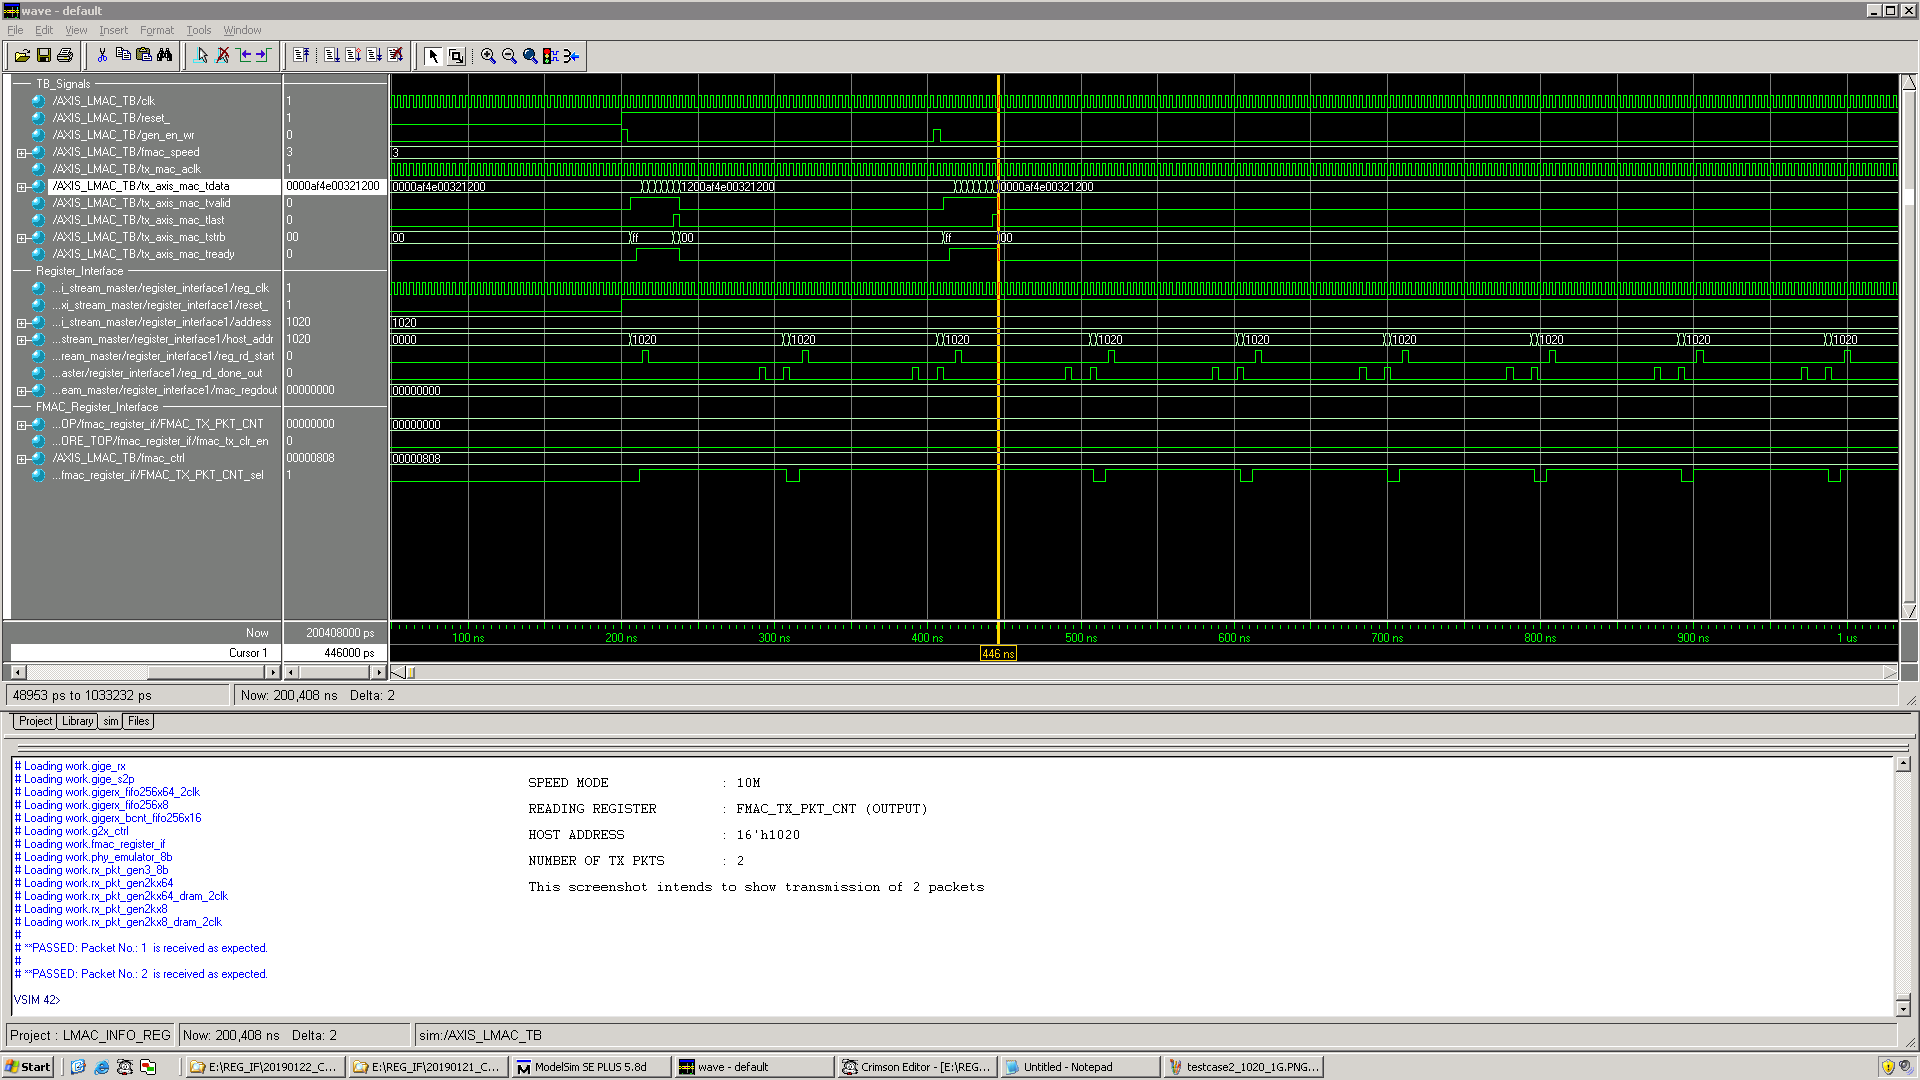 wave - default
File Edit View Insert Format Tools Window
TB_Signals
/AXIS_LMAC_TB/clk 1
/AXIS_LMAC_TB/reset_ 1
/AXIS_LMAC_TB/gen_en_wr 0
/AXIS_LMAC_TB/fmac_speed 3 3
/AXIS_LMAC_TB/tx_mac_aclk 1
/AXIS_LMAC_TB/tx_axis_mac_tdata 0000af4e00321200 0000af4e00321200 1200af4e00321200 0000af4e00321200
/AXIS_LMAC_TB/tx_axis_mac_tvalid 0
/AXIS_LMAC_TB/tx_axis_mac_tlast 0
/AXIS_LMAC_TB/tx_axis_mac_tstrb 00 00 ff 00 ff 00
/AXIS_LMAC_TB/tx_axis_mac_tready 0
Register_Interface
...i_stream_master/register_interface1/reg_clk 1
...xi_stream_master/register_interface1/reset_ 1
...i_stream_master/register_interface1/address 1020 1020
...stream_master/register_interface1/host_addr 1020 0000 1020 1020 1020 1020 1020 1020 1020 1020 1020
...ream_master/register_interface1/reg_rd_start 0
...aster/register_interface1/reg_rd_done_out 0
...eam_master/register_interface1/mac_regdout 00000000 00000000
FMAC_Register_Interface
...OP/fmac_register_if/FMAC_TX_PKT_CNT 00000000 00000000
...ORE_TOP/fmac_register_if/fmac_tx_clr_en 0
/AXIS_LMAC_TB/fmac_ctrl 00000808 00000808
...fmac_register_if/FMAC_TX_PKT_CNT_sel 1
Now 200408000 ps 100 ns 200 ns 300 ns 400 ns 500 ns 600 ns 700 ns 800 ns 900 ns 1 us
Cursor 1 446000 ps 446 ns
48953 ps to 1033232 ps Now: 200,408 ns Delta: 2
Project Library sim Files
# Loading work.gige_rx
# Loading work.gige_s2p
# Loading work.gigerx_fifo256x64_2clk
# Loading work.gigerx_fifo256x8
# Loading work.gigerx_bcnt_fifo256x16
# Loading work.g2x_ctrl
# Loading work.fmac_register_if
# Loading work.phy_emulator_8b
# Loading work.rx_pkt_gen3_8b
# Loading work.rx_pkt_gen2kx64
# Loading work.rx_pkt_gen2kx64_dram_2clk
# Loading work.rx_pkt_gen2kx8
# Loading work.rx_pkt_gen2kx8_dram_2clk
#
# **PASSED: Packet No.: 1 is received as expected.
#
# **PASSED: Packet No.: 2 is received as expected.
VSIM 42>
SPEED MODE : 10M
READING REGISTER : FMAC_TX_PKT_CNT (OUTPUT)
HOST ADDRESS : 16'h1020
NUMBER OF TX PKTS : 2
This screenshot intends to show transmission of 2 packets
Project : LMAC_INFO_REG Now: 200,408 ns Delta: 2 sim:/AXIS_LMAC_TB
Start E:\REG_IF\20190122_C... E:\REG_IF\20190121_C... ModelSim SE PLUS 5.8d wave - default Crimson Editor - [E:\REG... Untitled - Notepad testcase2_1020_1G.PNG...